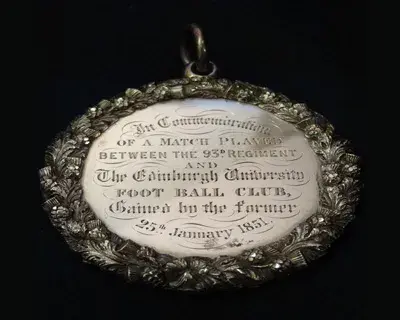 In Commemoration
OF A MATCH PLAYED
BETWEEN THE 93D REGIMENT
AND
The Edinburgh University
FOOT BALL CLUB,
Gained by the former
25th January 1851.